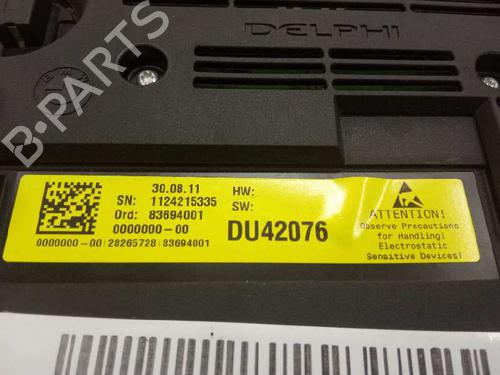 DELPHI
B-PARTS
30.08.11
HW:
SN: 1124215335
SW:
Ord: 83694001
0000000-00
DU42076
0000000-00 28265728 83694001
ATTENTION!
Observe Precautions
for Handling!
Electrostatic
Sensitive Devices!